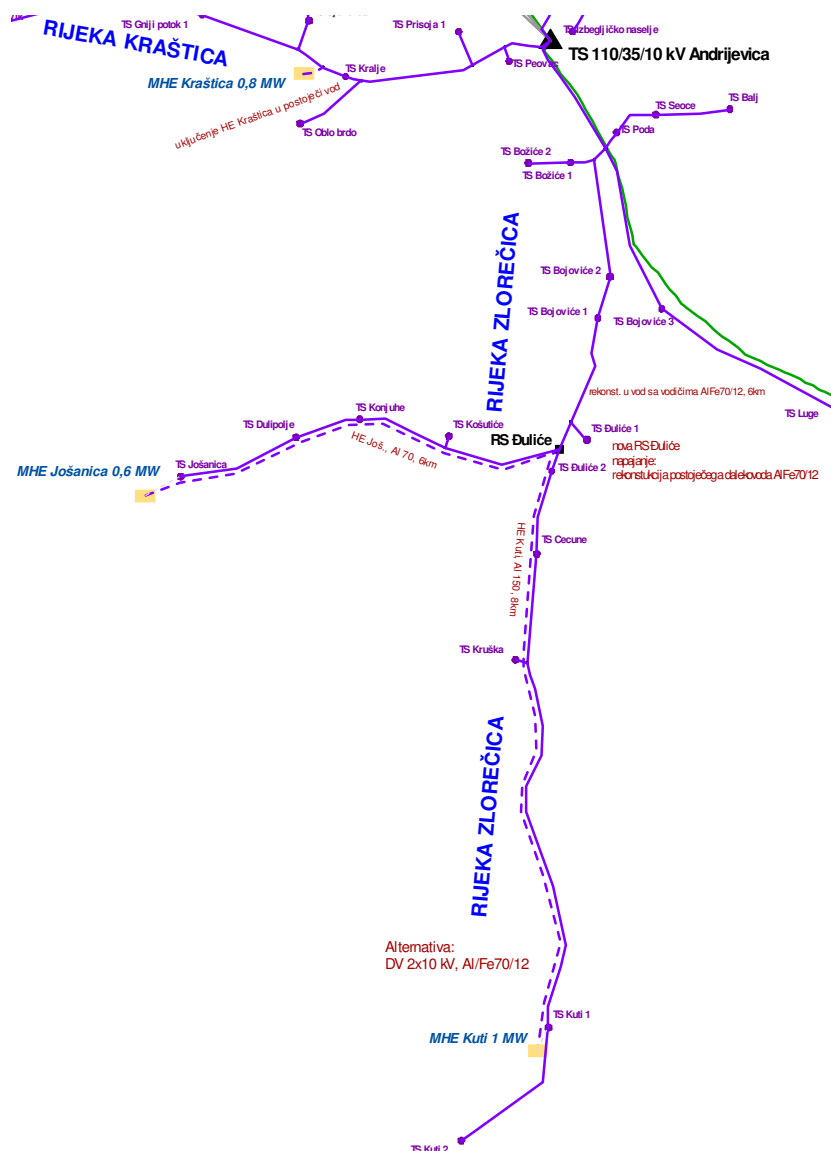 TS Gnjili potok 1
RIJEKA KRAŠTICA
TS Prisoja 1
TS Peovac
TS 110/35/10 kV Andrijevica
MHE Kraštica 0,8 MW
TS Kralje
uključenje HE Kraštica u postoječi vod
TS Oblo brdo
TS Balj
TS Seoce
TS Poda
TS Božiće 2
TS Božiće 1
RIJEKA ZLOREČICA
TS Bojoviće 2
TS Bojoviće 1
TS Bojoviće 3
TS Luge
rekonst. u vod sa vodičima AlFe70/12, 6km
TS Konjuhe
TS Dulipolje
TS Košutiće
RS Đuliće
TS Đuliće 1
nova RS Đuliće
napajanje:
rekonstukcija postoječega dalekovoda AlFe70/12
HE Još., Al 70, 6km
MHE Jošanica 0,6 MW
TS Jošanica
TS Đuliće 2
HE Kuti, Al 150, 8km
TS Cecune
TS Kruška
RIJEKA ZLOREČICA
Alternativa:
DV 2x10 kV, Al/Fe70/12
TS Kuti 1
MHE Kuti 1 MW
TS Kuti 2